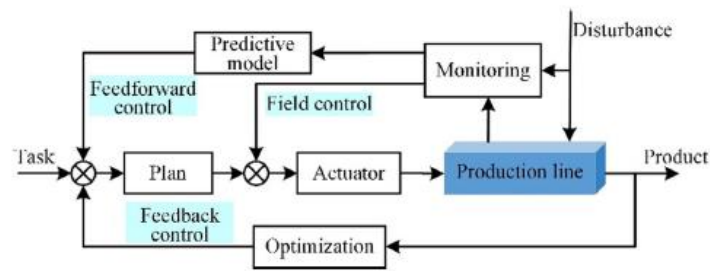 Disturbance
Predictive
model
Monitoring
Feedforward
control
Field control
Task
Plan
Actuator
Production line
Product
Feedback
control
Optimization